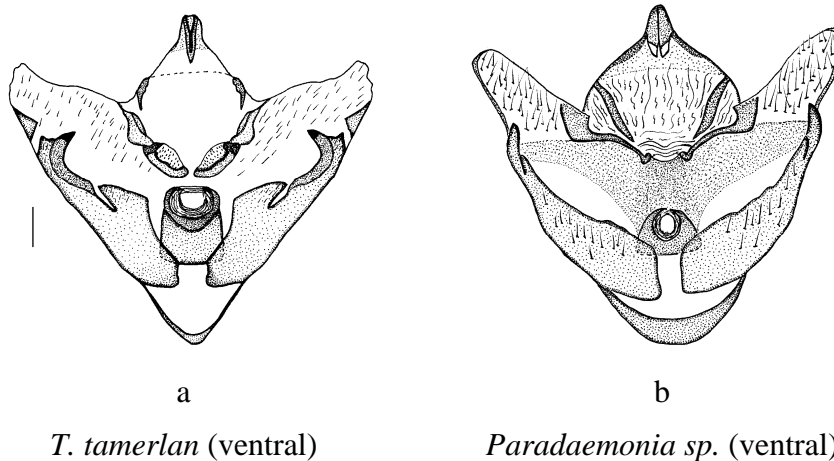 a b
T. tamerlan (ventral) Paradaemonia sp. (ventral)